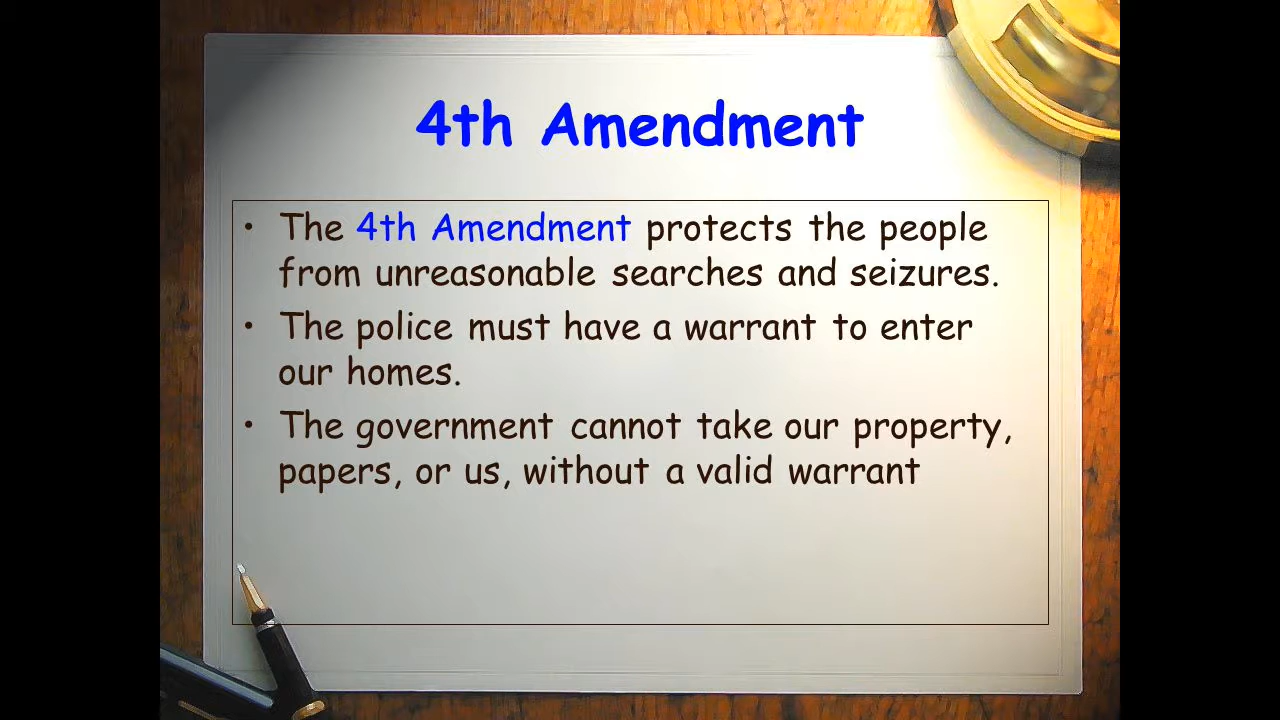 4th Amendment
• The 4th Amendment protects the people
from unreasonable searches and seizures.
• The police must have a warrant to enter
our homes.
• The government cannot take our property,
papers, or us, without a valid warrant